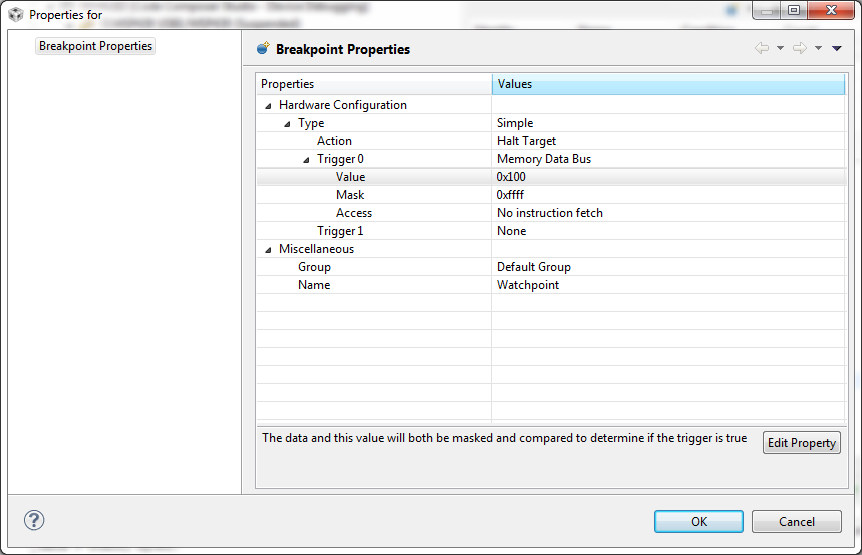 Properties for
Breakpoint Properties
Breakpoint Properties
Properties Values
Hardware Configuration
Type Simple
Action Halt Target
Trigger 0 Memory Data Bus
Value 0x100
Mask 0xffff
Access No instruction fetch
Trigger 1 None
Miscellaneous
Group Default Group
Name Watchpoint
The data and this value will both be masked and compared to determine if the trigger is true
Edit Property
?
OK Cancel